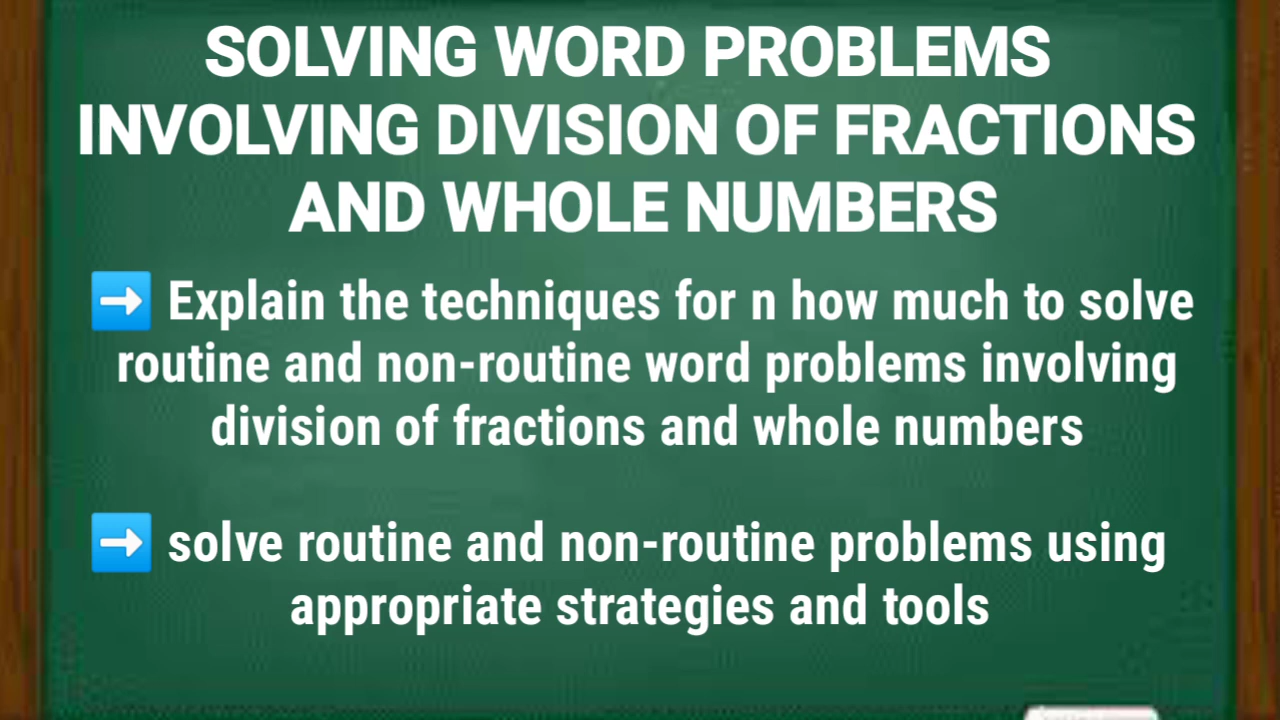 SOLVING WORD PROBLEMS
INVOLVING DIVISION OF FRACTIONS
AND WHOLE NUMBERS
➡️ Explain the techniques for n how much to solve
routine and non-routine word problems involving
division of fractions and whole numbers
➡️ solve routine and non-routine problems using
appropriate strategies and tools